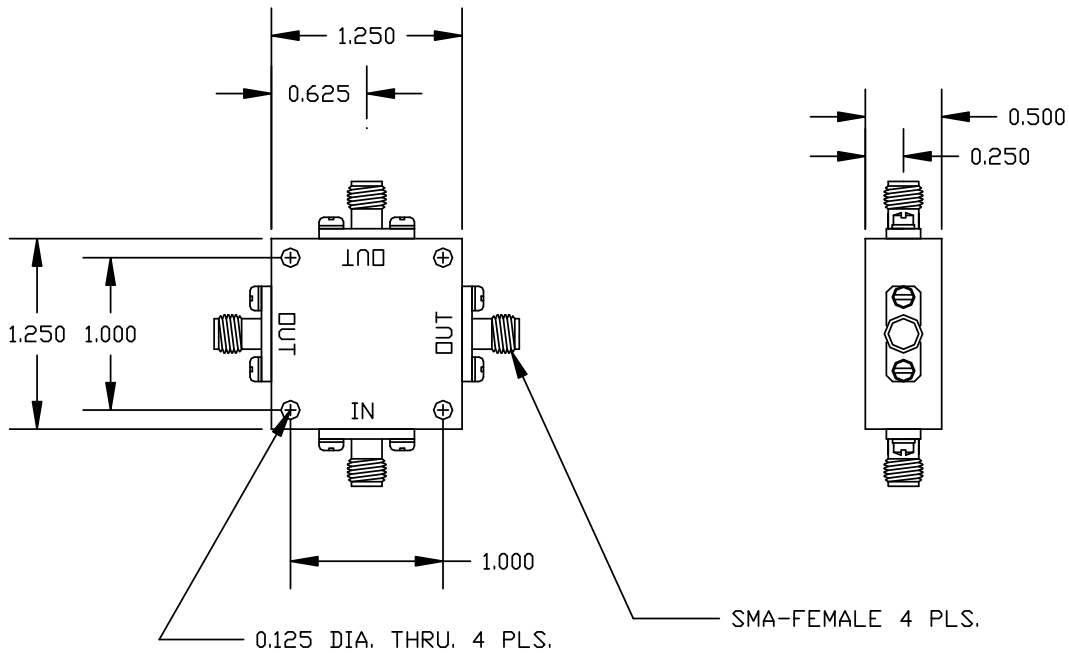 1.250
0.625
0.500
0.250
OUT
1.250
1.000
OUT
OUT
IN
1.000
SMA-FEMALE 4 PLS.
0.125 DIA. THRU. 4 PLS.